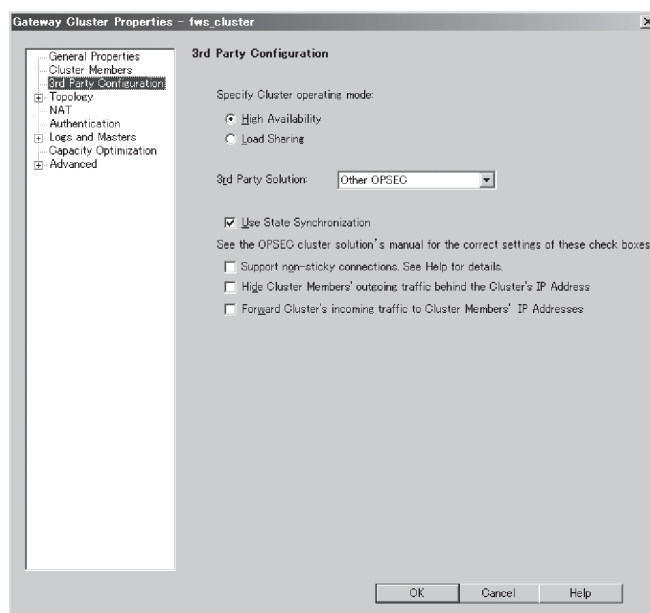 Gateway Cluster Properties - fws_cluster
General Properties
Cluster Members
3rd Party Configuration
Topology
NAT
Authentication
Logs and Masters
Capacity Optimization
Advanced
3rd Party Configuration
Specify Cluster operating mode:
High Availability
Load Sharing
3rd Party Solution:
Other OPSEC
Use State Synchronization
See the OPSEC cluster solution's manual for the correct settings of these check boxes
Support non-sticky connections. See Help for details.
Hide Cluster Members' outgoing traffic behind the Cluster's IP Address
Forward Cluster's incoming traffic to Cluster Members' IP Addresses
OK
Cancel
Help